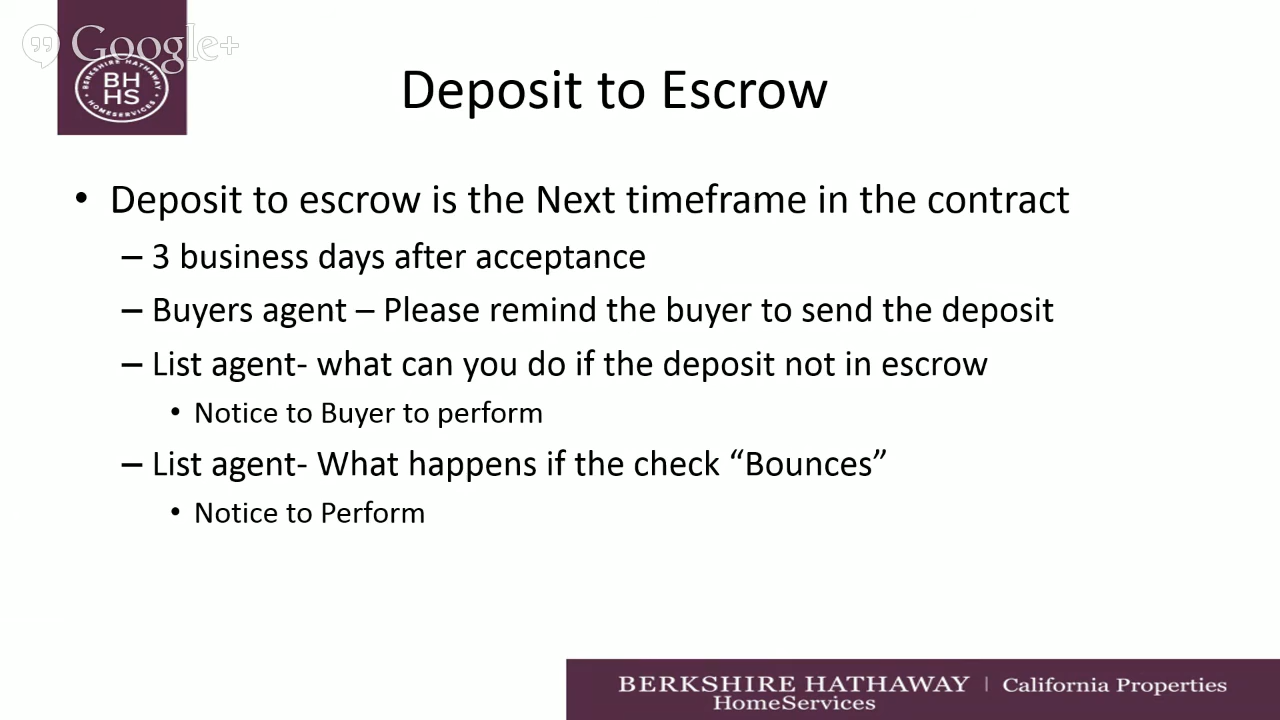 Google+
BERKSHIRE HATHAWAY
BH
HS
HOMESERVICES
Deposit to Escrow
• Deposit to escrow is the Next timeframe in the contract
– 3 business days after acceptance
– Buyers agent – Please remind the buyer to send the deposit
– List agent- what can you do if the deposit not in escrow
• Notice to Buyer to perform
– List agent- What happens if the check “Bounces”
• Notice to Perform
BERKSHIRE HATHAWAY | California Properties
HomeServices